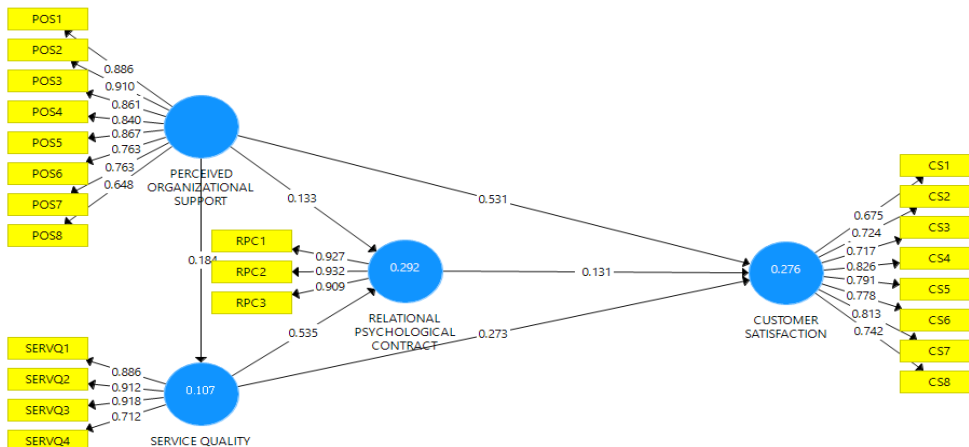 POS1
POS2
POS3
POS4
POS5
POS6
POS7
POS8
0.886
0.910
0.861
0.840
0.867
0.763
0.763
0.648
PERCEIVED
ORGANIZATIONAL
SUPPORT
0.133
0.531
0.184
RPC1
RPC2
RPC3
0.927
0.932
0.909
0.292
RELATIONAL
PSYCHOLOGICAL
CONTRACT
0.131
0.535
0.273
SERVQ1
SERVQ2
SERVQ3
SERVQ4
0.886
0.912
0.918
0.712
0.107
SERVICE QUALITY
0.276
CUSTOMER
SATISFACTION
0.675
0.724
0.717
0.826
0.791
0.778
0.813
0.742
CS1
CS2
CS3
CS4
CS5
CS6
CS7
CS8